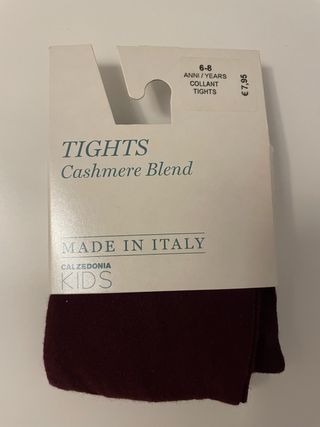 6-8
ANNI / YEARS
COLLANT
TIGHTS
€ 7,95
TIGHTS
Cashmere Blend
MADE IN ITALY
CALZEDONIA
KIDS